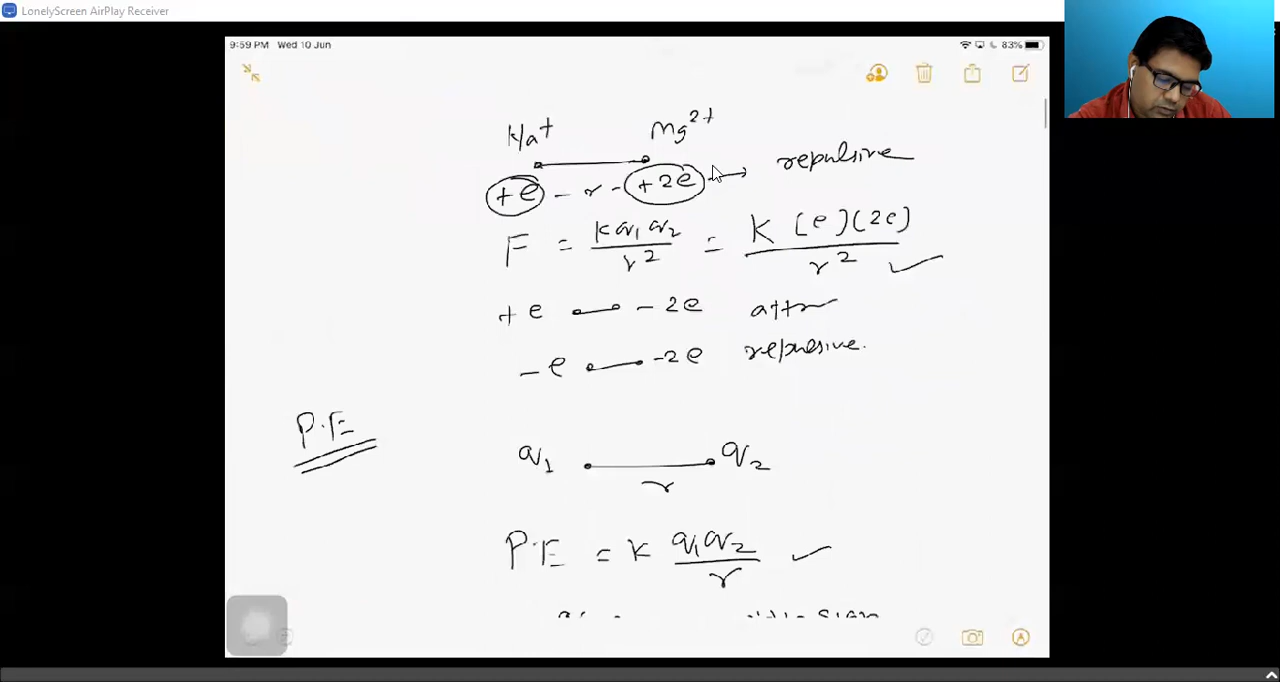 LonelyScreen AirPlay Receiver
9:59 PM Wed 10 Jun
83%
Na+ Mg2+
+e - r - +2e → repulsive
F = kq1q2/r2 = K(e)(2e)/r2 ✓
+e -2e attr
-e -2e repulsive.
P.E
q1 q2
r
P.E = K q1q2/r ✓